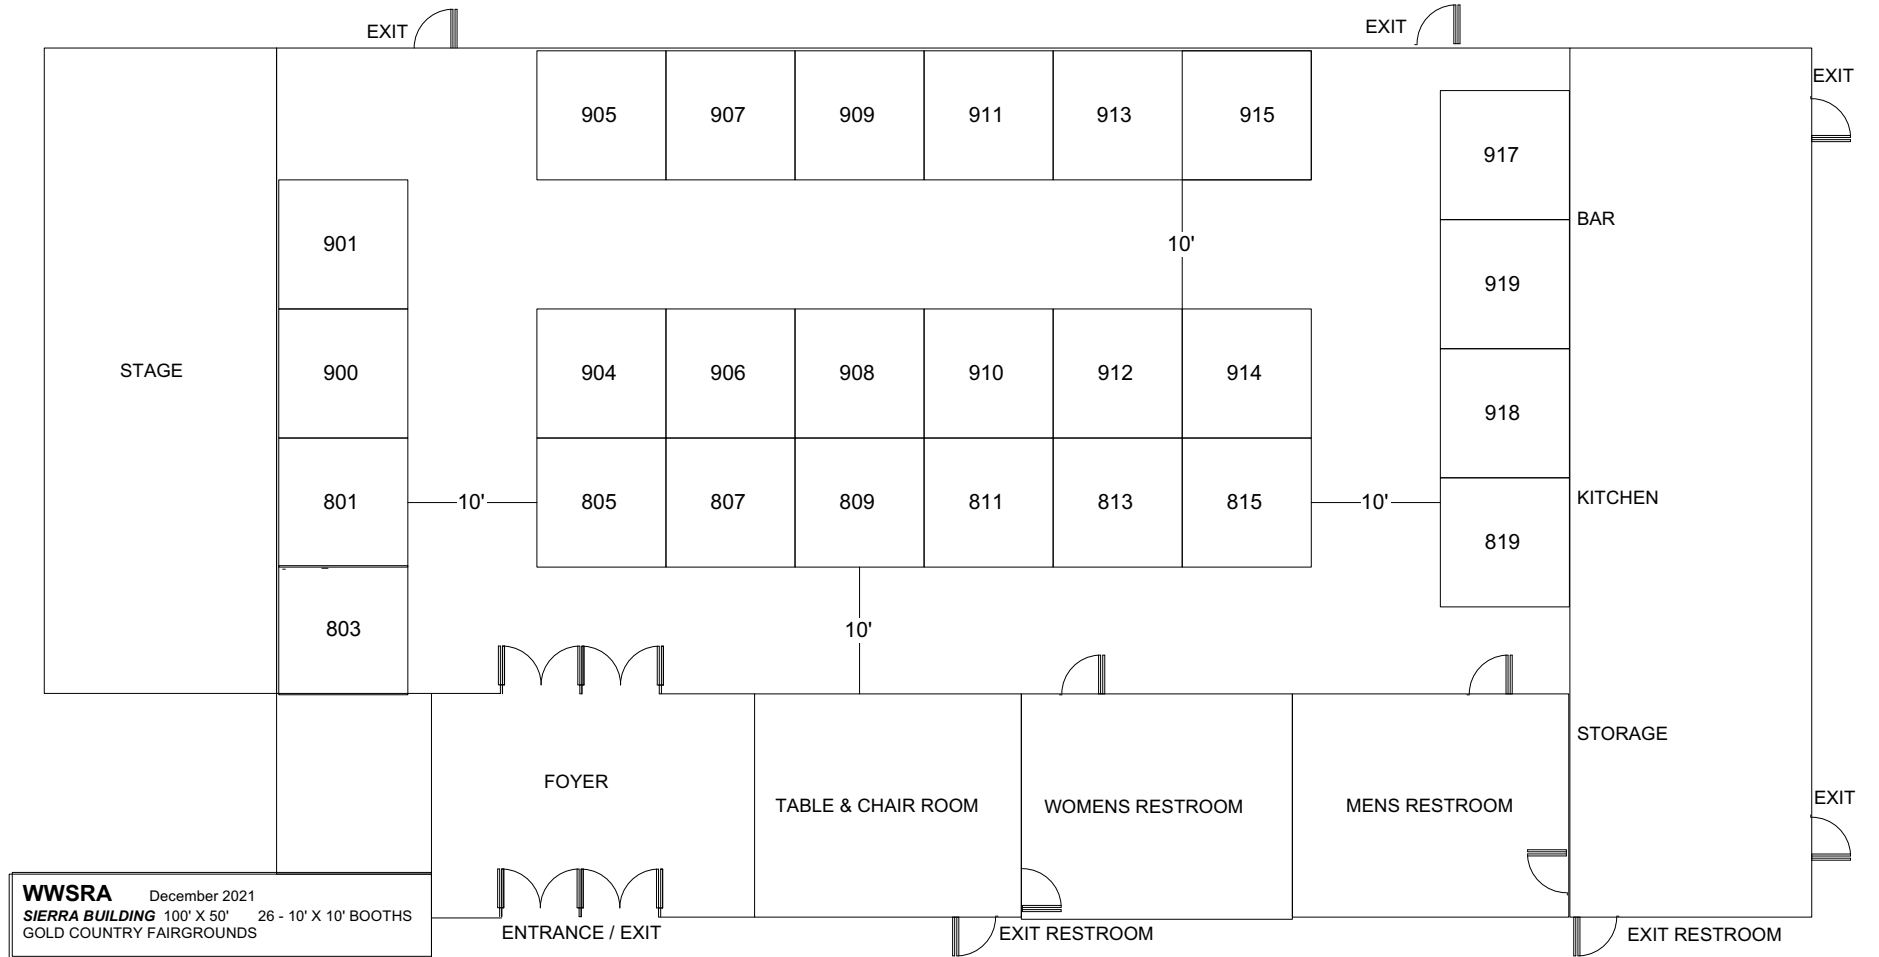 EXIT
EXIT
EXIT
905 907 909 911 913 915
917
BAR
901
10'
919
STAGE
900
904 906 908 910 912 914
918
KITCHEN
801
10'
805 807 809 811 813 815
10'
819
803
10'
STORAGE
FOYER
TABLE & CHAIR ROOM
WOMENS RESTROOM
MENS RESTROOM
EXIT
WWSRA December 2021
SIERRA BUILDING 100' X 50' 26 - 10' X 10' BOOTHS
GOLD COUNTRY FAIRGROUNDS
ENTRANCE / EXIT
EXIT RESTROOM
EXIT RESTROOM